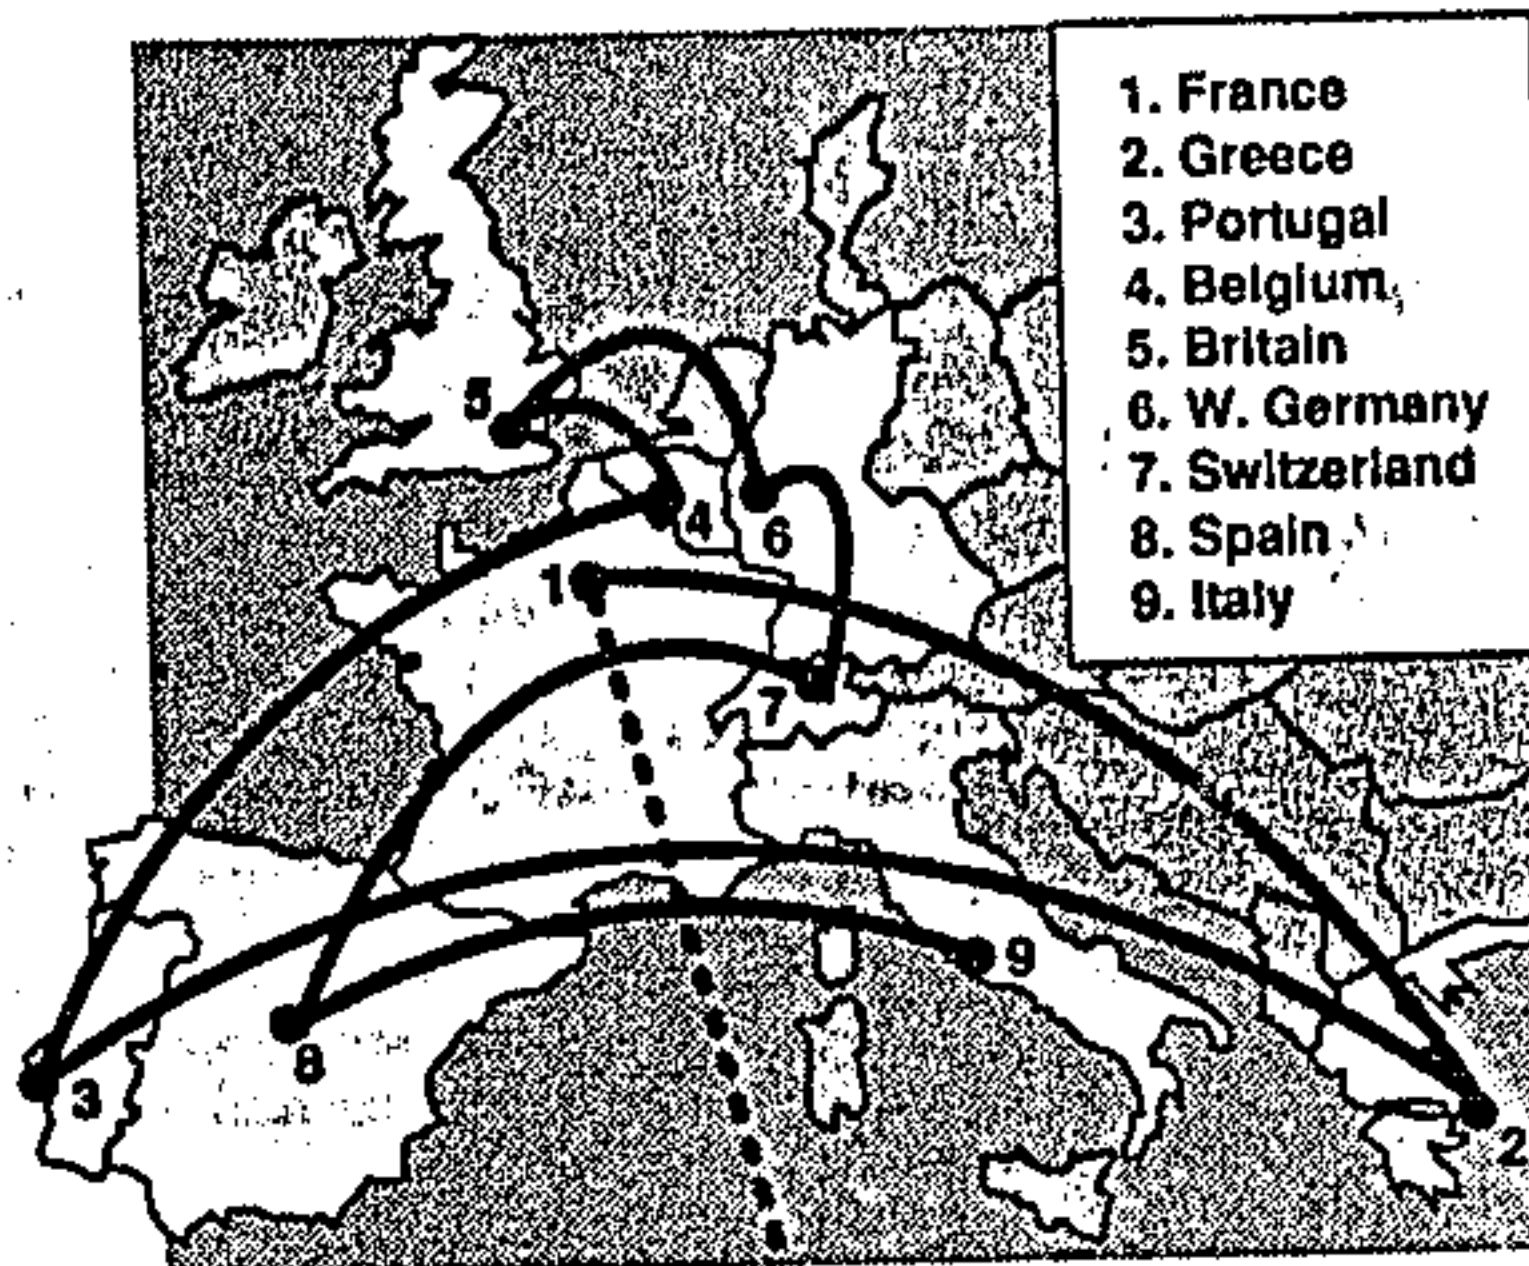 1. France
2. Greece
3. Portugal
4. Belgium
5. Britain
6. W. Germany
7. Switzerland
8. Spain
9. Italy
5
4
6
1
7
9
8
3
2